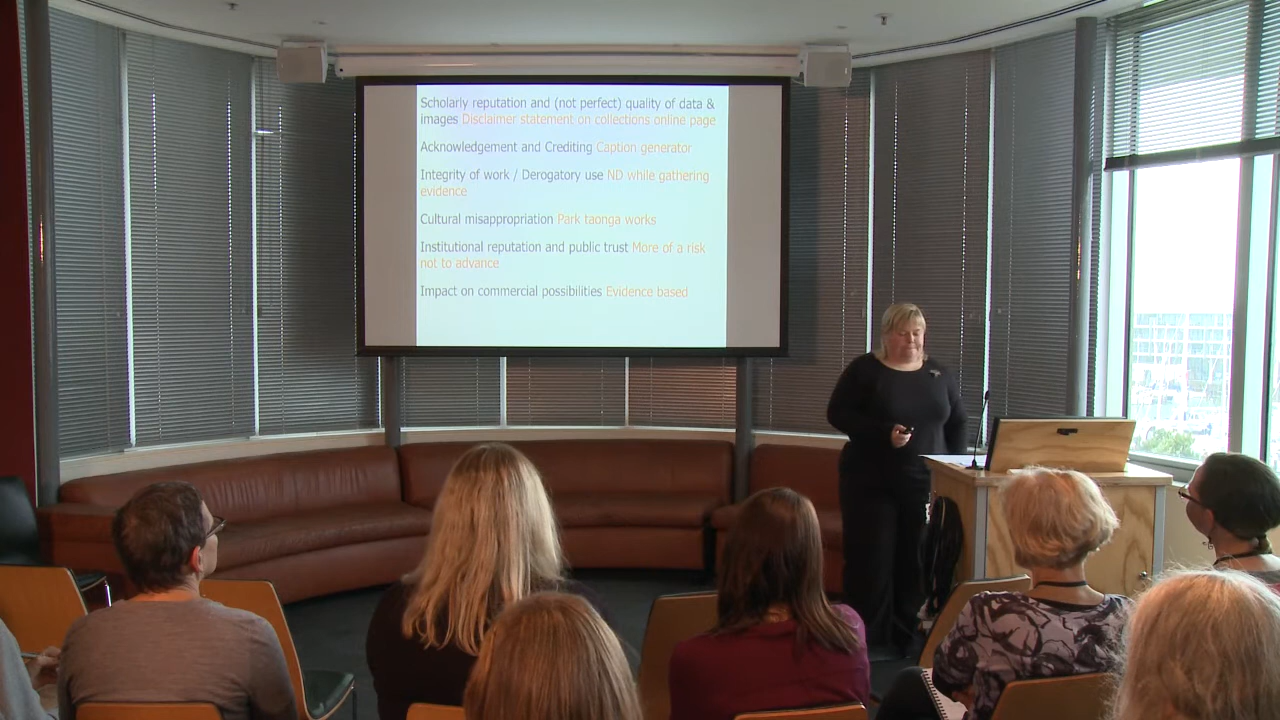 Scholarly reputation and (not perfect) quality of data &
images Disclaimer statement on collections online page
Acknowledgement and Crediting Caption generator
Integrity of work / Derogatory use ND while gathering
evidence
Cultural misappropriation Park taonga works
Institutional reputation and public trust More of a risk
not to advance
Impact on commercial possibilities Evidence based